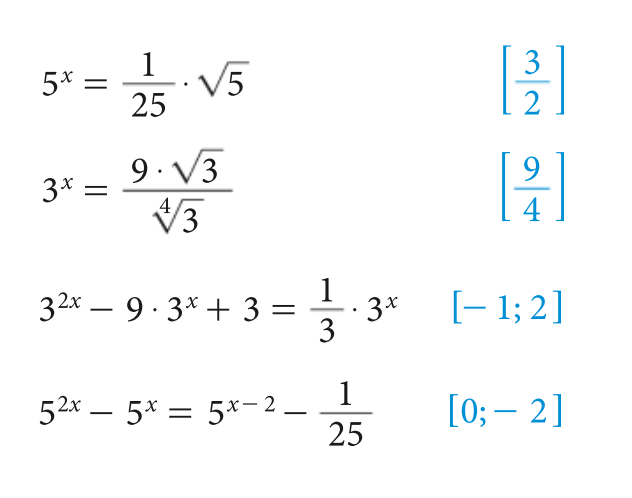 5^x = 1/25 · √5 [3/2]
3^x = (9 · √3)/(∜3) [9/4]
3^(2x) − 9 · 3^x + 3 = 1/3 · 3^x [− 1; 2]
5^(2x) − 5^x = 5^(x − 2) − 1/25 [0; − 2]